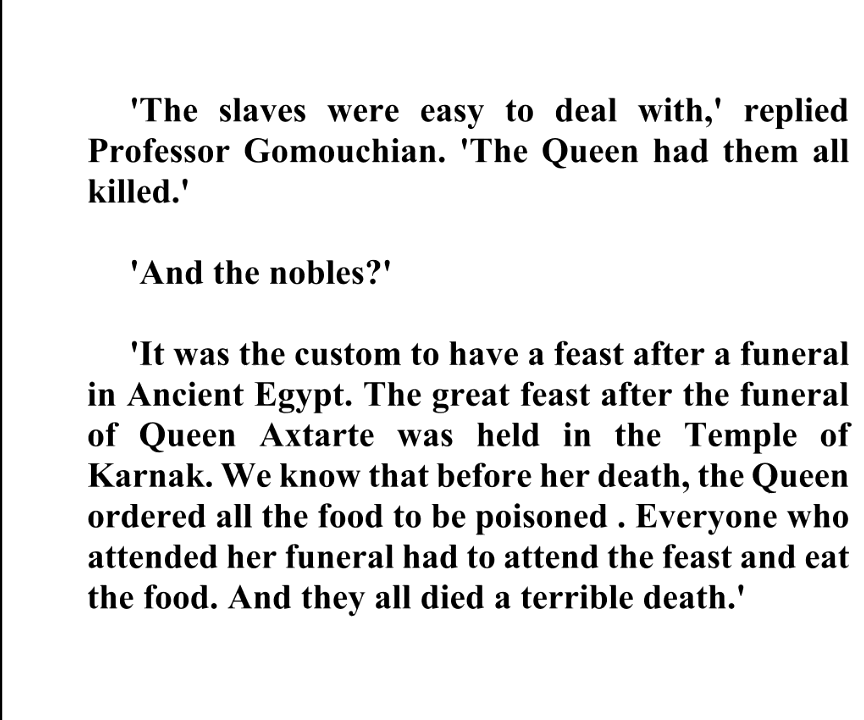 'The slaves were easy to deal with,' replied
Professor Gomouchian. 'The Queen had them all
killed.'
'And the nobles?'
'It was the custom to have a feast after a funeral
in Ancient Egypt. The great feast after the funeral
of Queen Axtarte was held in the Temple of
Karnak. We know that before her death, the Queen
ordered all the food to be poisoned . Everyone who
attended her funeral had to attend the feast and eat
the food. And they all died a terrible death.'